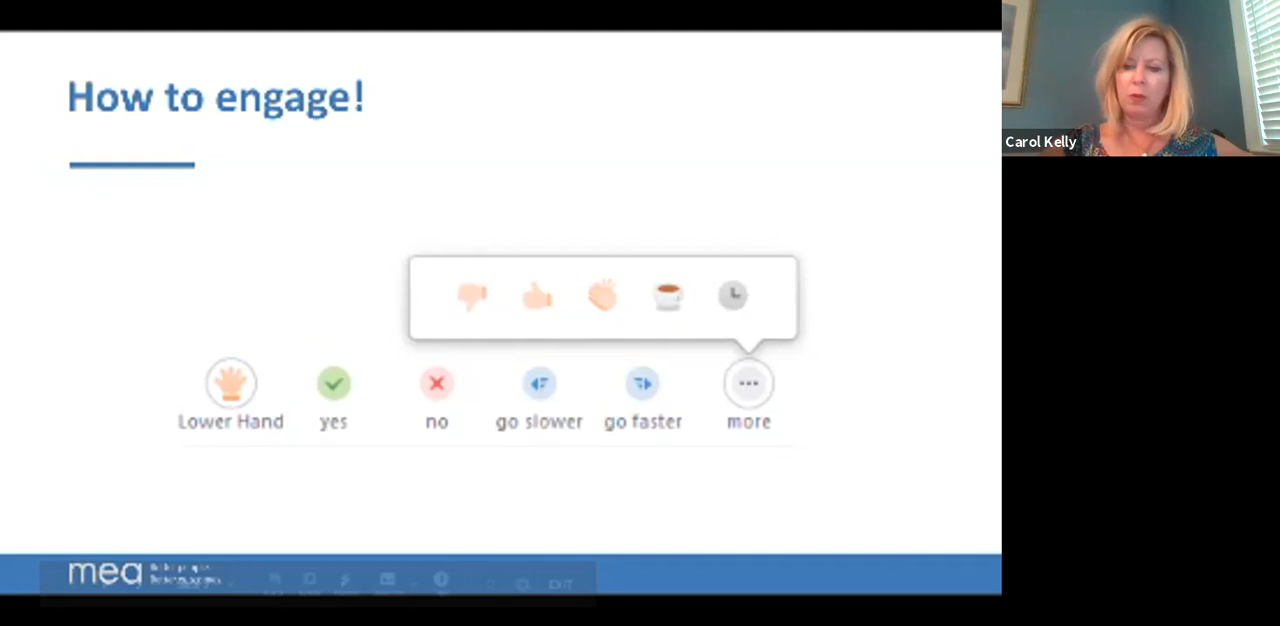 How to engage!
Carol Kelly
Lower Hand
yes
no
go slower
go faster
more
mea